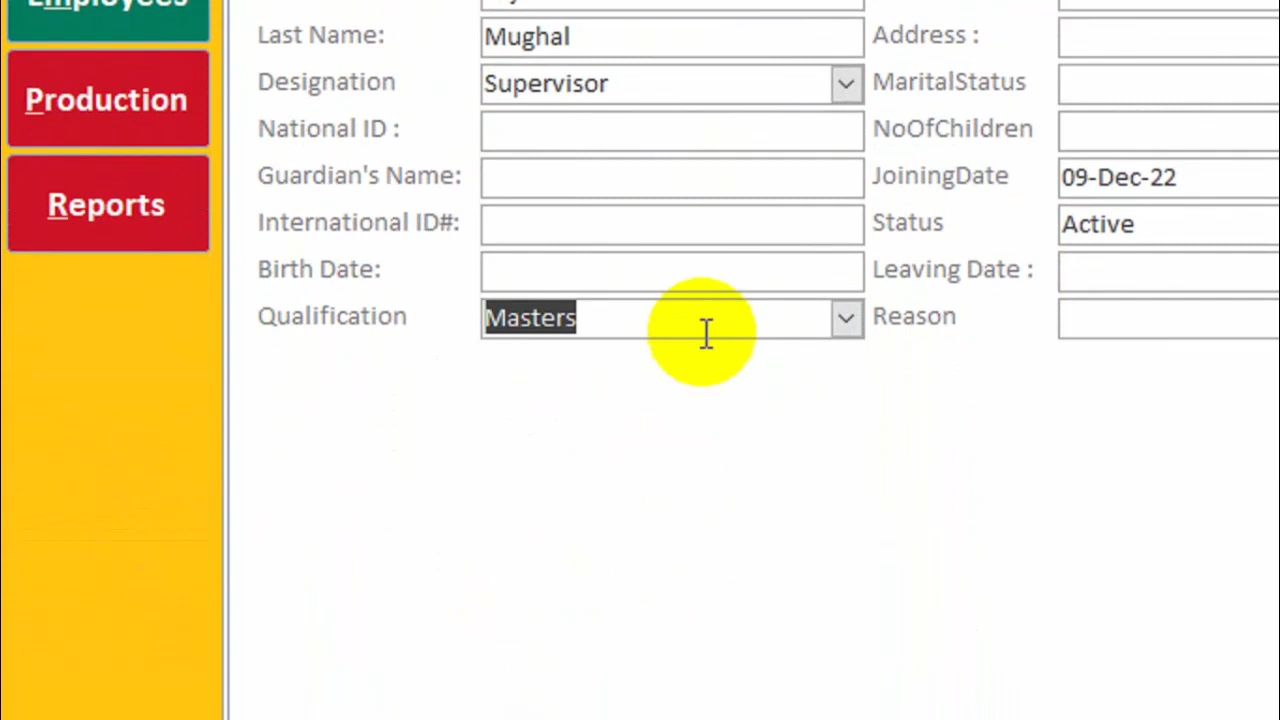 Employees
Production
Reports
Last Name: Mughal Address :
Designation Supervisor MaritalStatus
National ID : NoOfChildren
Guardian's Name: JoiningDate 09-Dec-22
International ID#: Status Active
Birth Date: Leaving Date :
Qualification Masters Reason